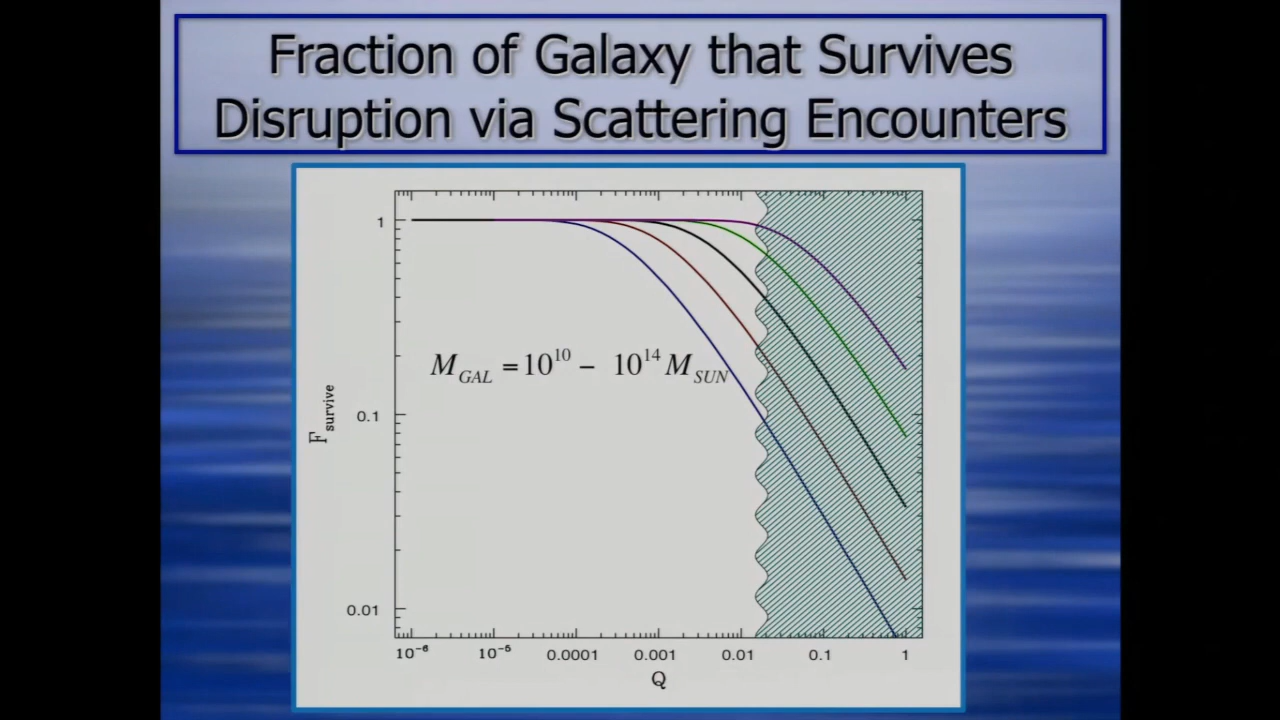 Fraction of Galaxy that Survives
Disruption via Scattering Encounters
M_GAL = 10^10 – 10^14 M_SUN
F_survive
1
0.1
0.01
10^-6 10^-5 0.0001 0.001 0.01 0.1 1
Q